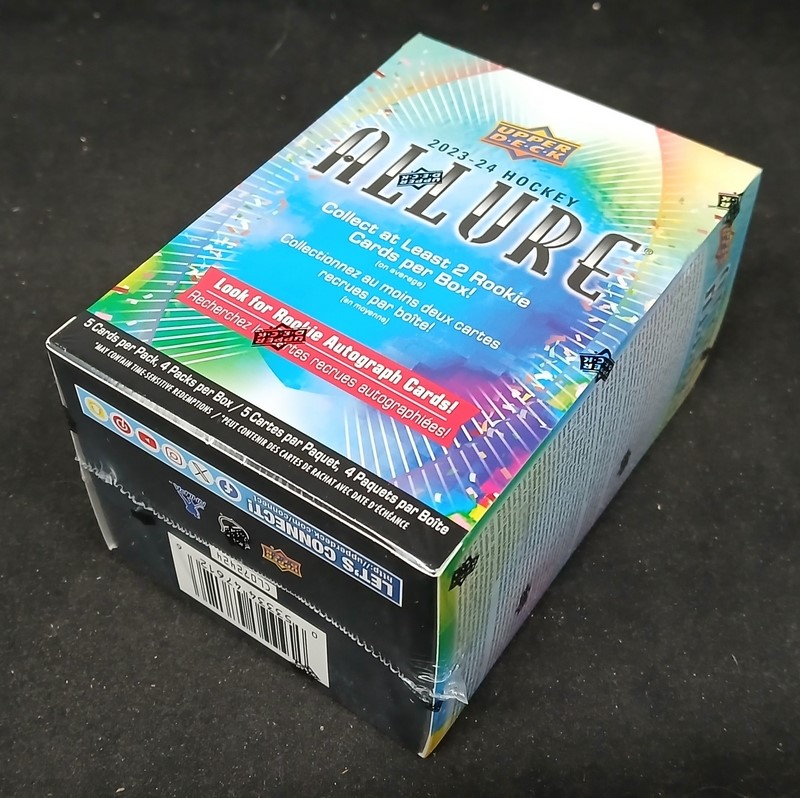 UPPER
D·E·C·K
2023-24 HOCKEY
ALLURE®
Collect at Least 2 Rookie
Cards per Box!
(on average)
Collectionnez au moins deux cartes
recrues par boîte!
(en moyenne)
Look for Rookie Autograph Cards!
Recherchez les cartes recrues autographiées!
5 Cards per Pack, 4 Packs per Box / 5 Cartes par Paquet, 4 Paquets par Boîte
*MAY CONTAIN TIME-SENSITIVE REDEMPTIONS / *PEUT CONTENIR DES CARTES DE RACHAT AVEC DATE D'ÉCHÉANCE
LET'S CONNECT!
http://upperdeck.com/connect
UPPER DECK
CL072424